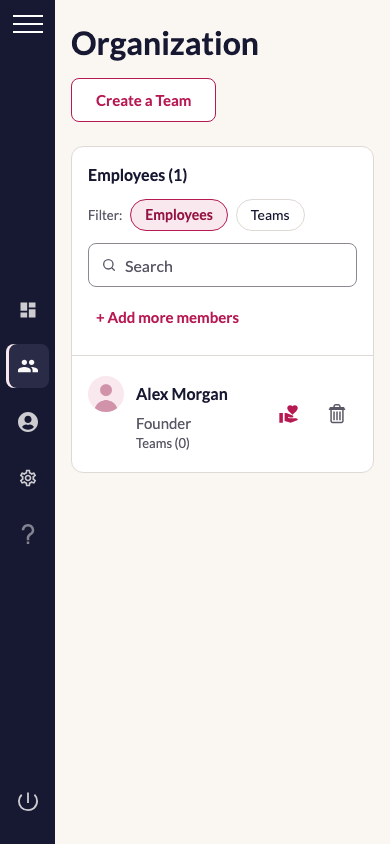 Organization
Create a Team
Employees (1)
Filter: Employees Teams
Search
+ Add more members
Alex Morgan
Founder
Teams (0)